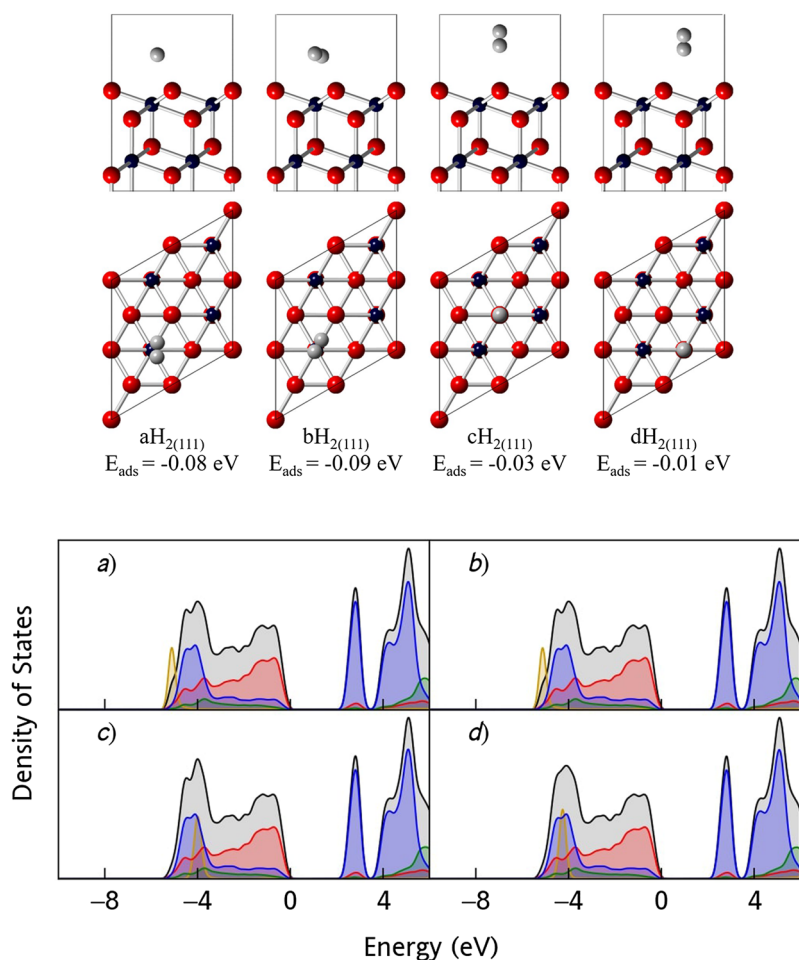 aH2(111) bH2(111) cH2(111) dH2(111)
Eads = -0.08 eV Eads = -0.09 eV Eads = -0.03 eV Eads = -0.01 eV
a) b)
c) d)
Density of States
−8 −4 0 4 −8 −4 0 4
Energy (eV)